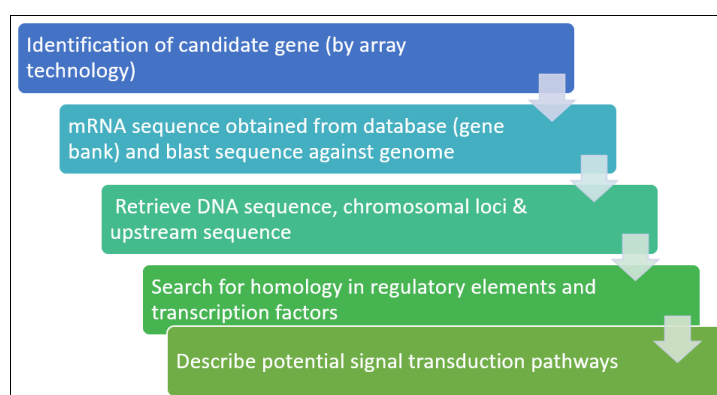 Identification of candidate gene (by array
technology)
mRNA sequence obtained from database (gene
bank) and blast sequence against genome
Retrieve DNA sequence, chromosomal loci &
upstream sequence
Search for homology in regulatory elements and
transcription factors
Describe potential signal transduction pathways